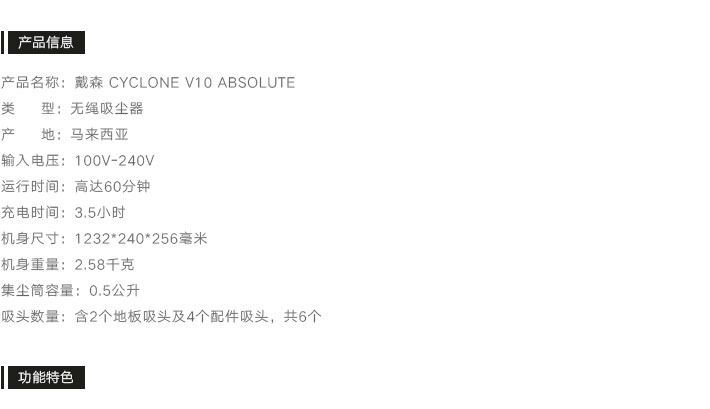 产品信息
产品名称：戴森 CYCLONE V10 ABSOLUTE
类　型：无绳吸尘器
产　地：马来西亚
输入电压：100V-240V
运行时间：高达60分钟
充电时间：3.5小时
机身尺寸：1232*240*256毫米
机身重量：2.58千克
集尘筒容量：0.5公升
吸头数量：含2个地板吸头及4个配件吸头，共6个
功能特色